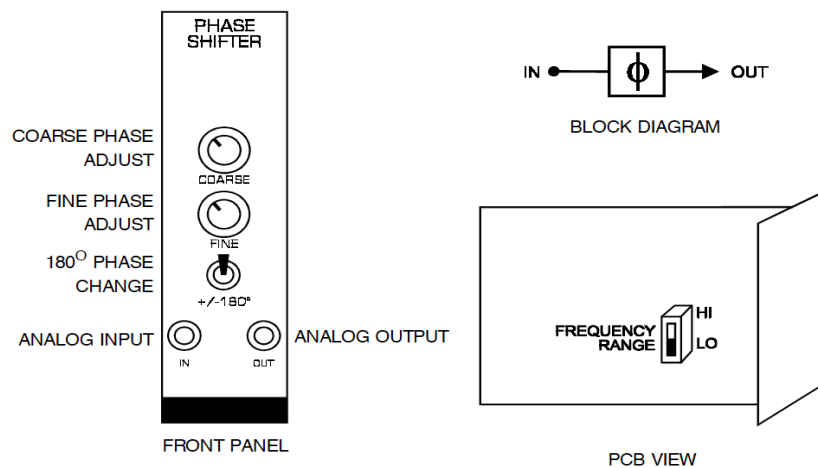 PHASE
SHIFTER
COARSE PHASE
ADJUST
COARSE
FINE PHASE
ADJUST
FINE
180O PHASE
CHANGE
+/-180°
ANALOG INPUT
ANALOG OUTPUT
IN
OUT
FRONT PANEL
IN
ϕ
OUT
BLOCK DIAGRAM
FREQUENCY
RANGE
HI
LO
PCB VIEW